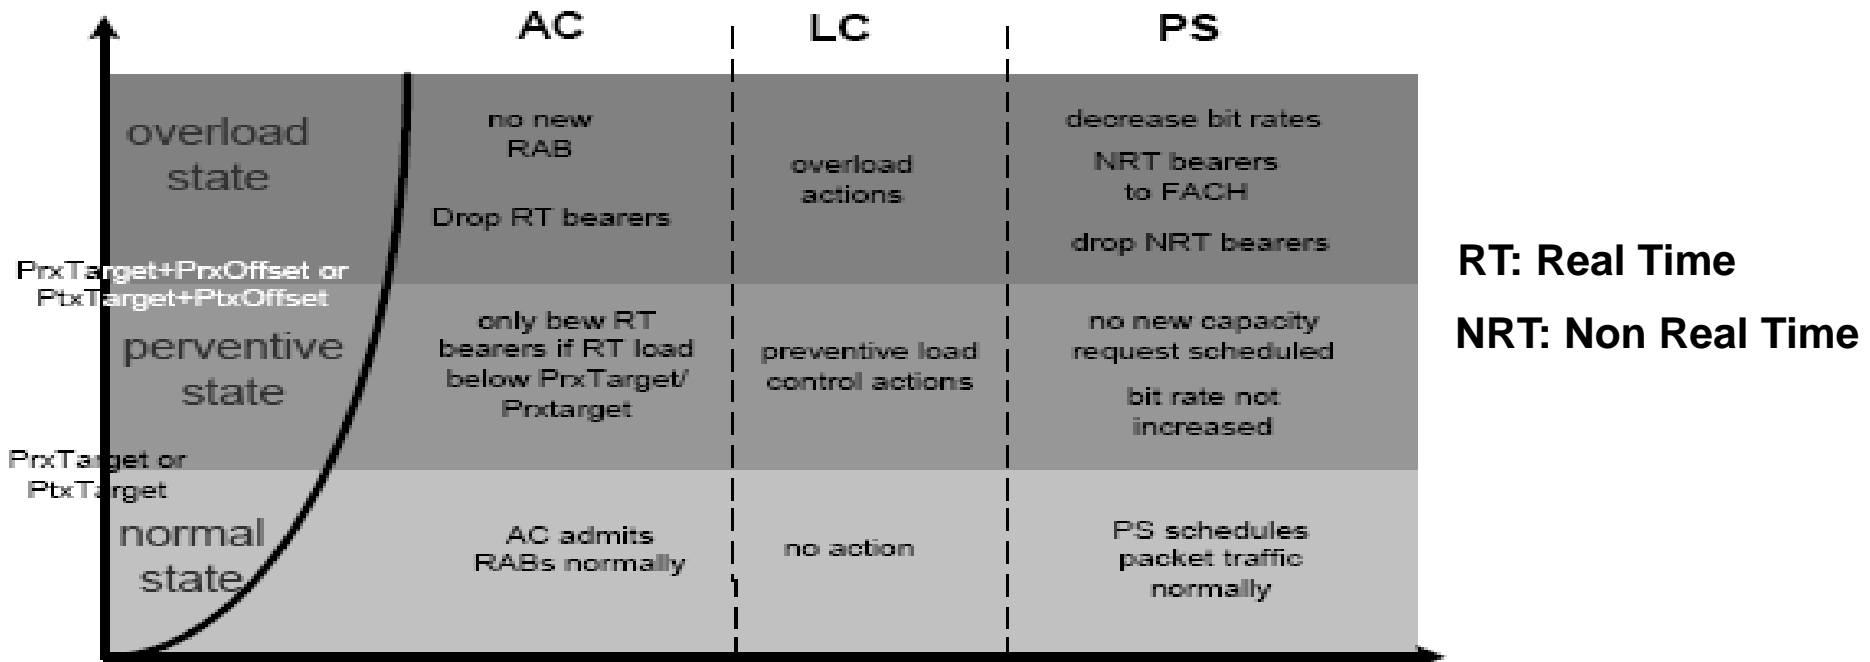 AC
LC
PS
overload
state
no new
RAB
Drop RT bearers
overload
actions
decrease bit rates
NRT bearers
to FACH
drop NRT bearers
PrxTarget+PrxOffset or
PtxTarget+PtxOffset
perventive
state
only bew RT
bearers if RT load
below PrxTarget/
Prxtarget
preventive load
control actions
no new capacity
request scheduled
bit rate not
increased
PrxTarget or
PtxTarget
normal
state
AC admits
RABs normally
no action
PS schedules
packet traffic
normally
RT: Real Time
NRT: Non Real Time